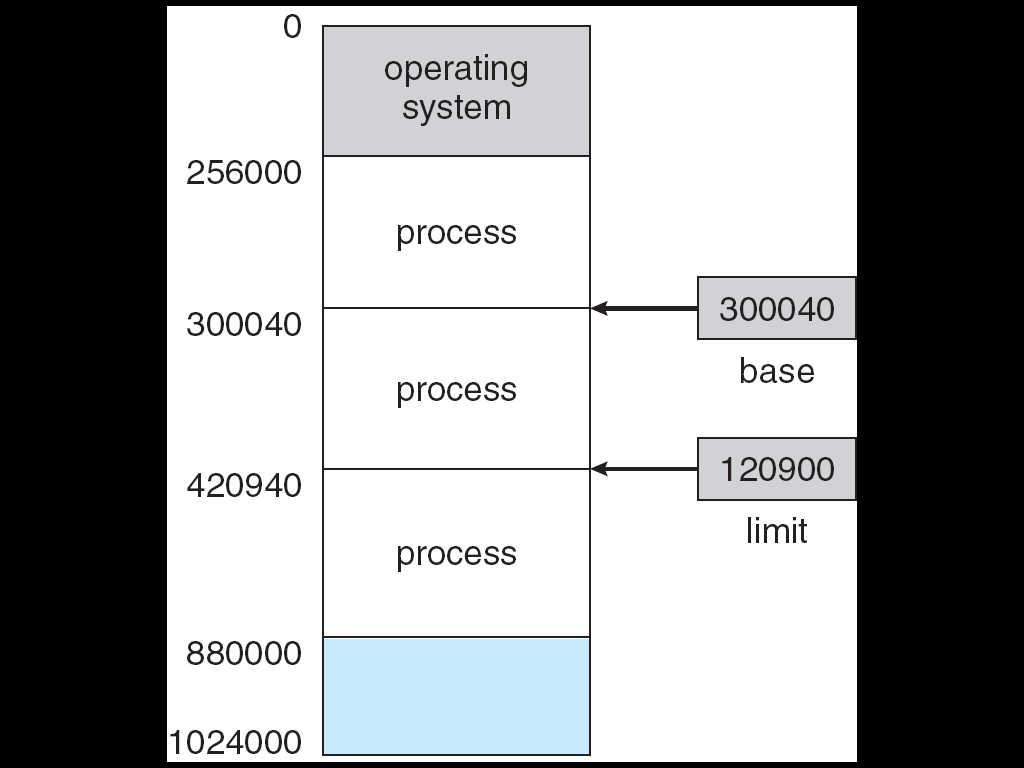 0
operating
system
256000
process
300040
300040
base
process
120900
limit
420940
process
880000
1024000